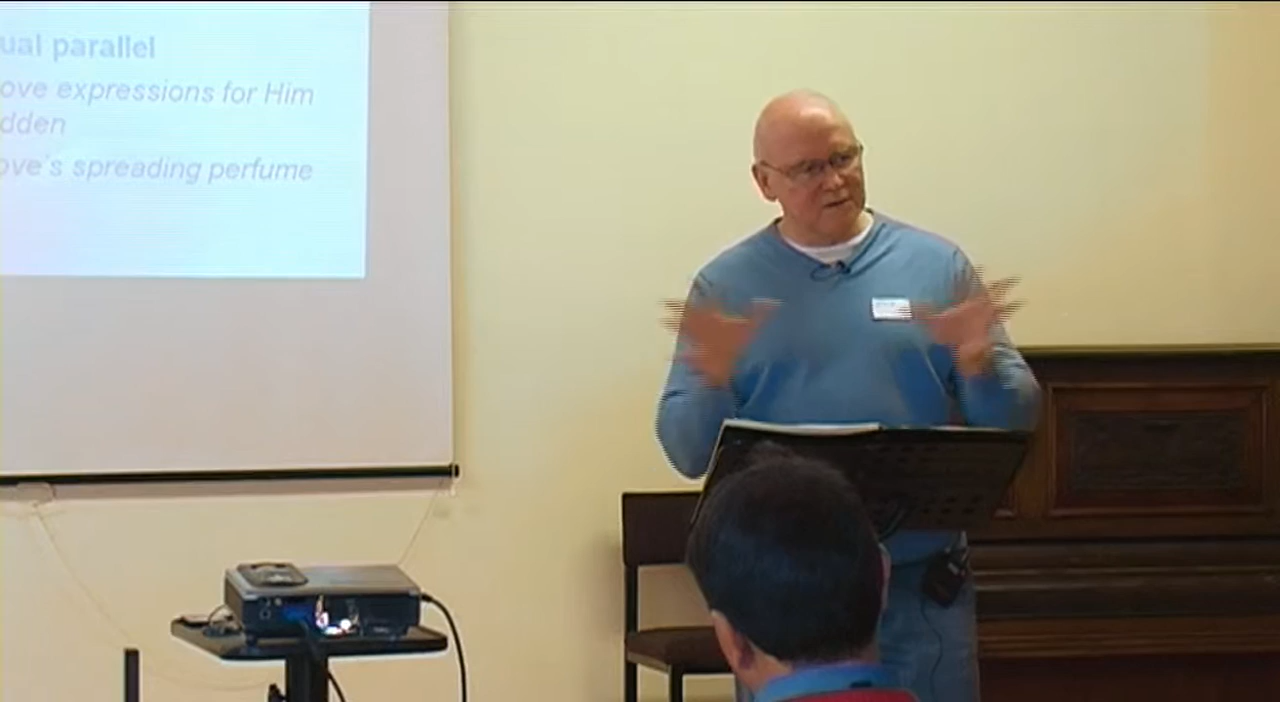 ual parallel
ove expressions for Him
dden
ove's spreading perfume